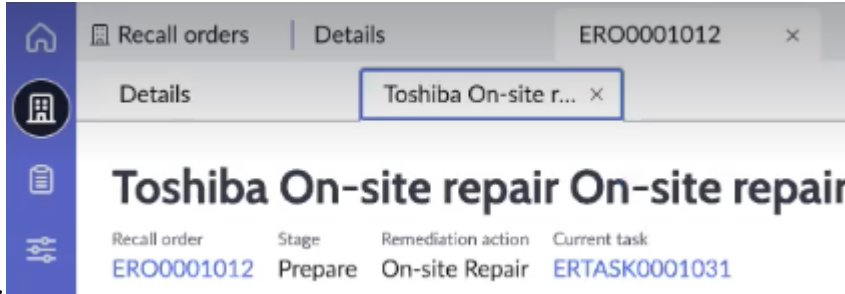 Recall orders | Details ERO0001012 ×
Details Toshiba On-site r... ×
Toshiba On-site repair On-site repair
Recall order Stage Remediation action Current task
ERO0001012 Prepare On-site Repair ERTASK0001031